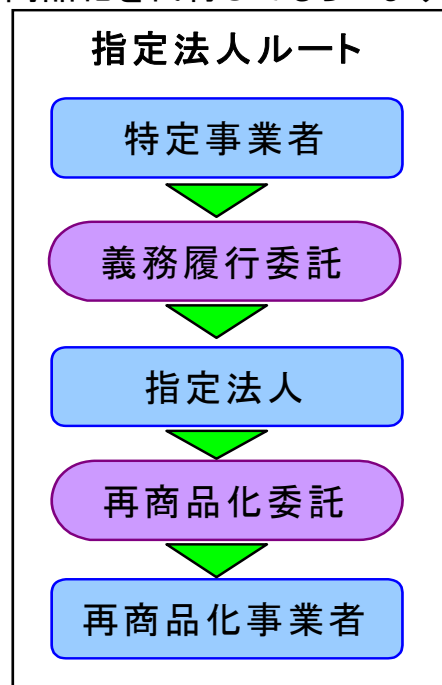 指定法人ルート
特定事業者
義務履行委託
指定法人
再商品化委託
再商品化事業者